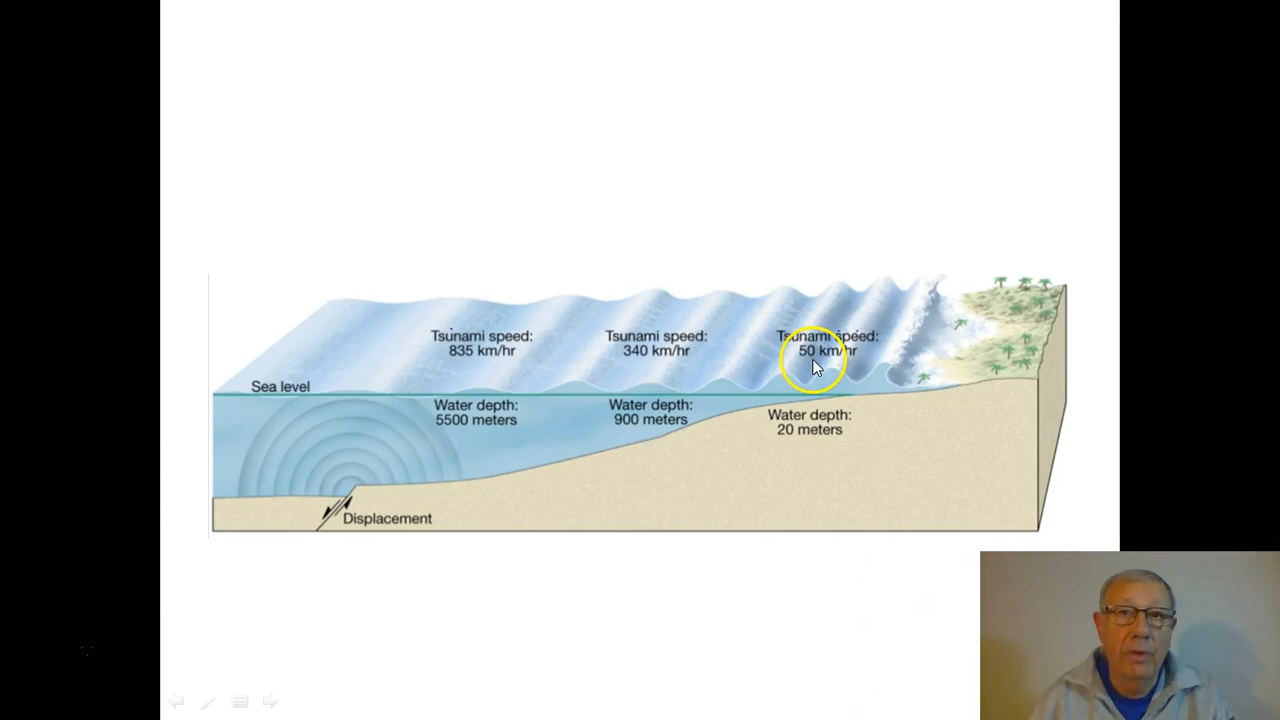 Tsunami speed:
835 km/hr
Tsunami speed:
340 km/hr
Tsunami speed:
50 km/hr
Sea level
Water depth:
5500 meters
Water depth:
900 meters
Water depth:
20 meters
Displacement